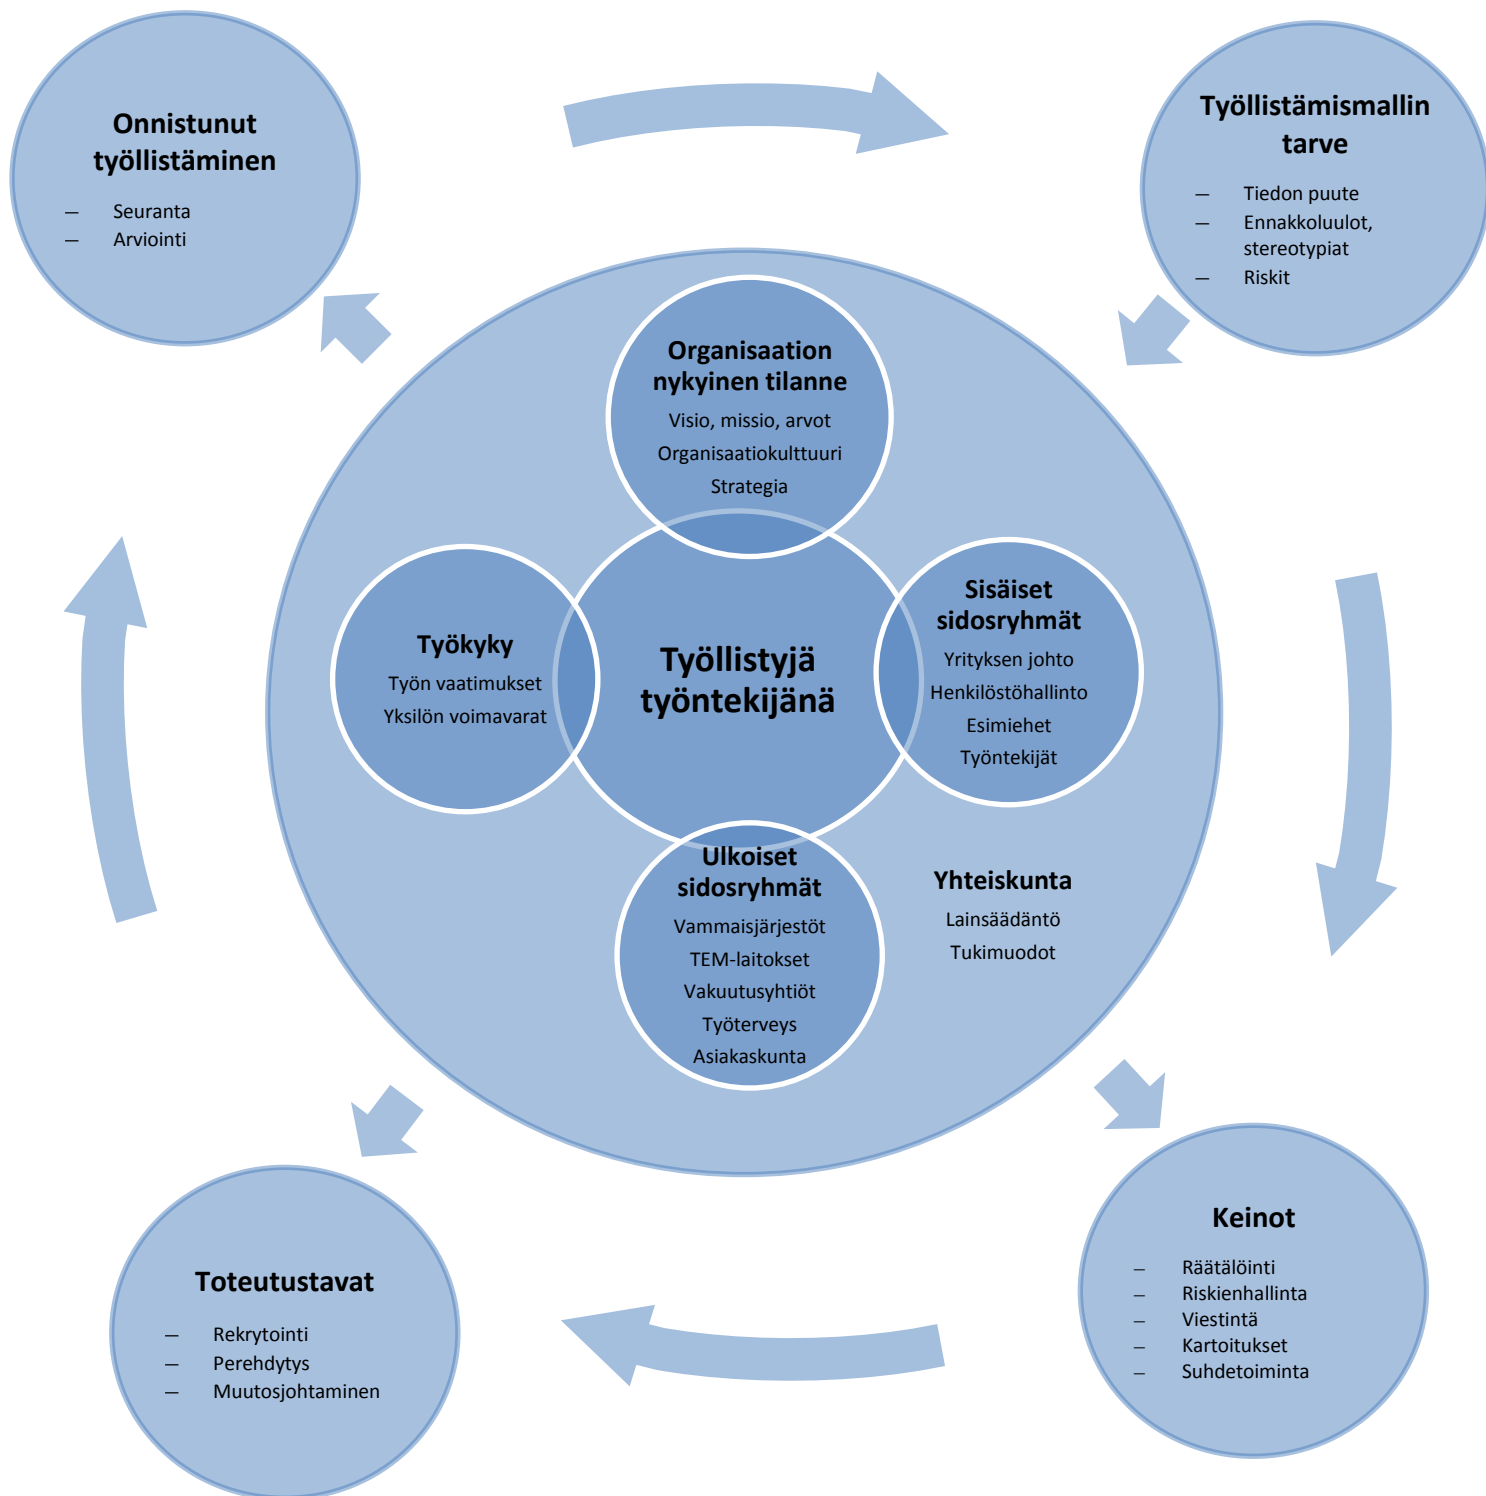 Onnistunut
työllistäminen
— Seuranta
— Arviointi
Työllistämismallin
tarve
— Tiedon puute
— Ennakkoluulot,
stereotypiat
— Riskit
Organisaation
nykyinen tilanne
Visio, missio, arvot
Organisaatiokulttuuri
Strategia
Työkyky
Työn vaatimukset
Yksilön voimavarat
Työllistyjä
työntekijänä
Sisäiset
sidosryhmät
Yrityksen johto
Henkilöstöhallinto
Esimiehet
Työntekijät
Ulkoiset
sidosryhmät
Vammaisjärjestöt
TEM-laitokset
Vakuutusyhtiöt
Työterveys
Asiakaskunta
Yhteiskunta
Lainsäädäntö
Tukimuodot
Toteutustavat
— Rekrytointi
— Perehdytys
— Muutosjohtaminen
Keinot
— Räätälöinti
— Riskienhallinta
— Viestintä
— Kartoitukset
— Suhdetoiminta